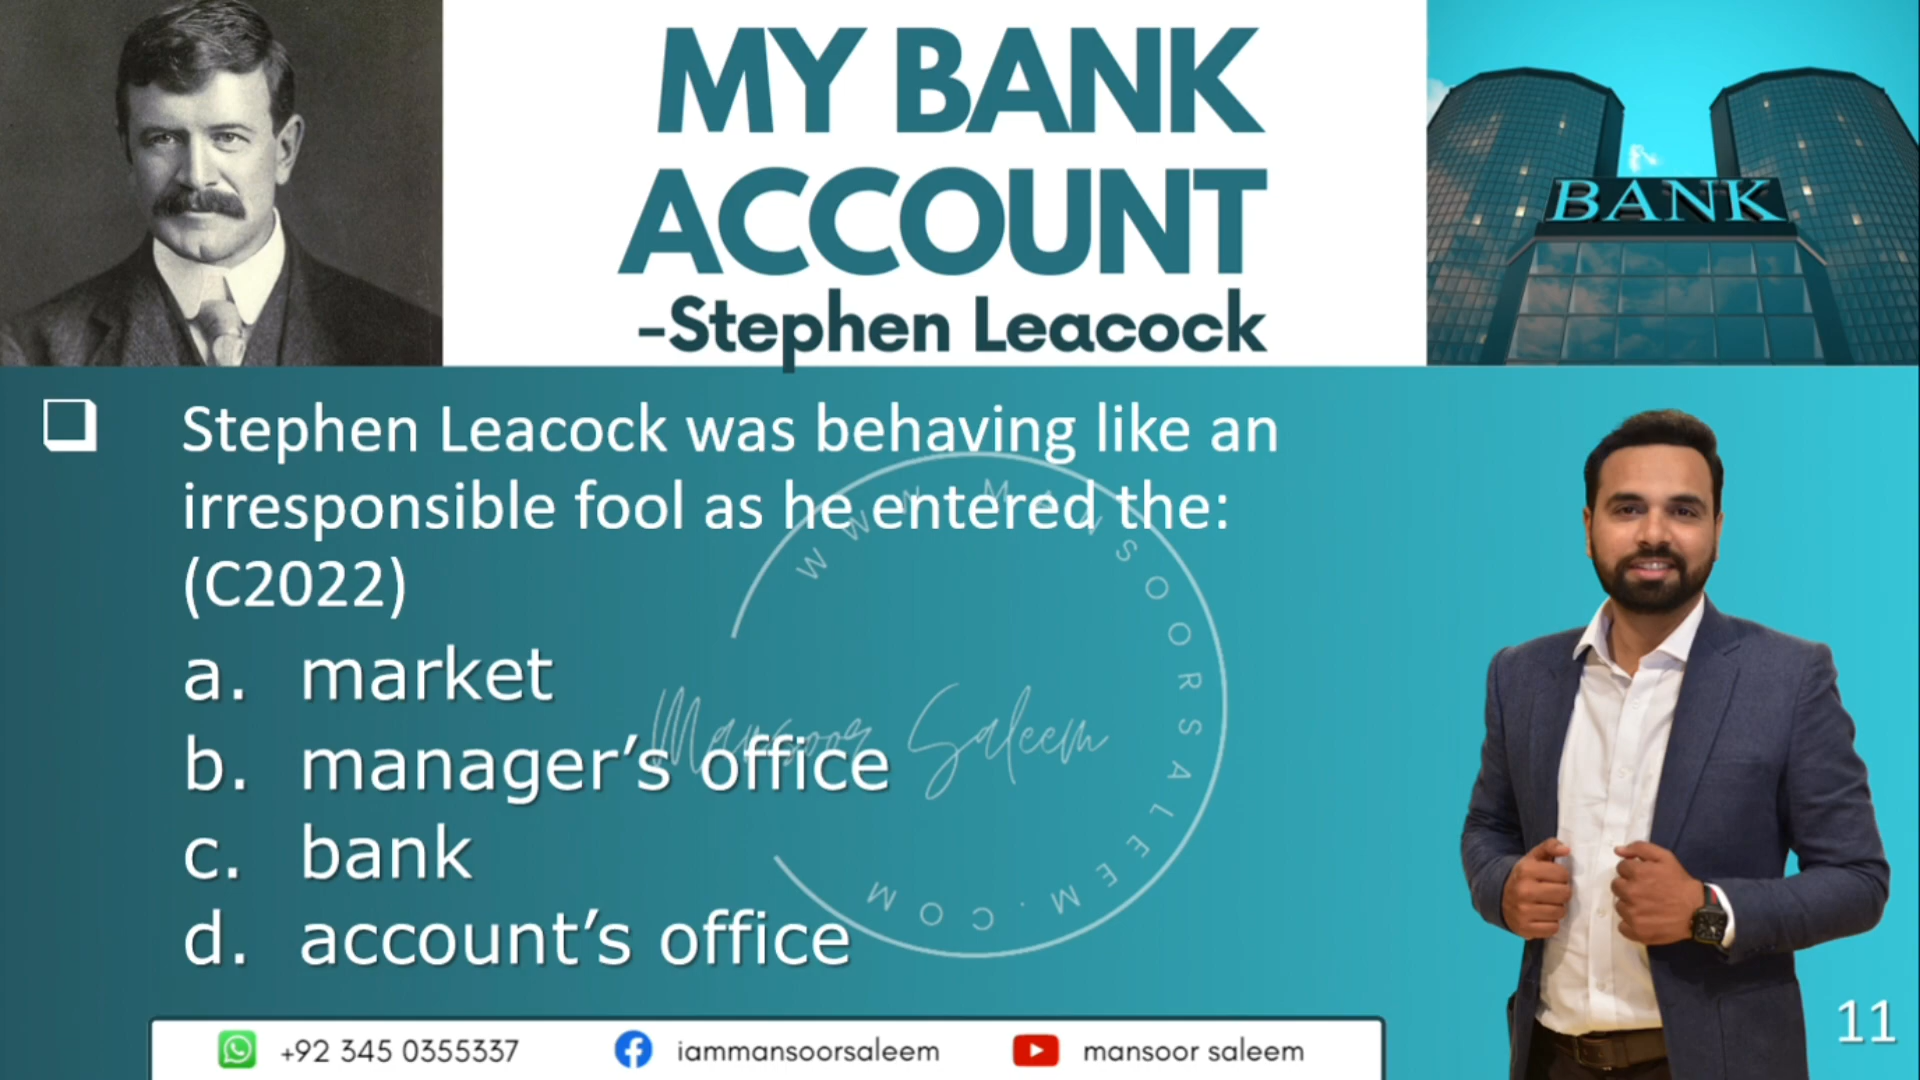 MY BANK
ACCOUNT
-Stephen Leacock
BANK
Stephen Leacock was behaving like an
irresponsible fool as he entered the:
(C2022)
a. market
b. manager's office
c. bank
d. account's office
WWW.MANSOORSALEEM.COM
Mansoor Saleem
+92 345 0355337
iammansoorsaleem
mansoor saleem
11